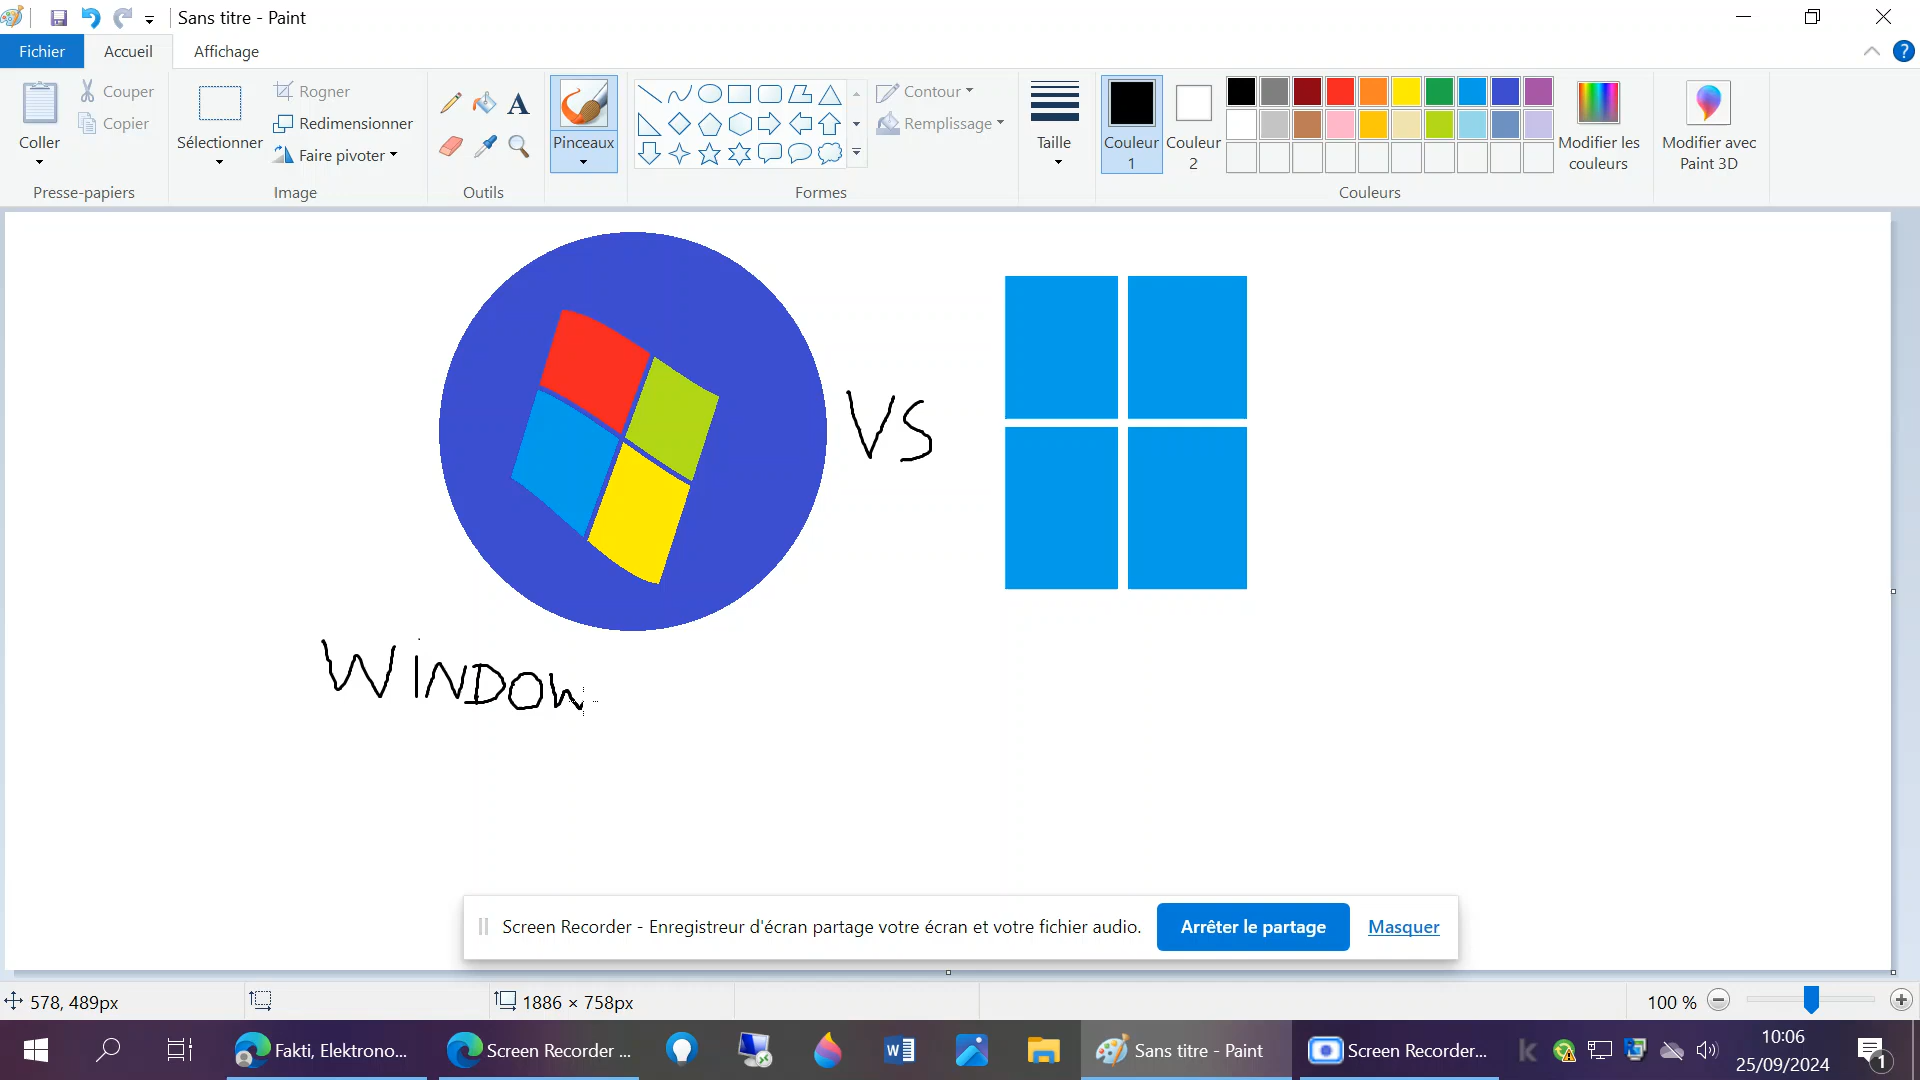 Sans titre - Paint
Fichier Accueil Affichage
Coller
Couper
Copier
Presse-papiers
Sélectionner
Rogner
Redimensionner
Faire pivoter
Image
Outils
Pinceaux
Formes
Contour
Remplissage
Taille
Couleur 1
Couleur 2
Modifier les couleurs
Couleurs
Modifier avec Paint 3D
VS
WINDOW
Screen Recorder - Enregistreur d'écran partage votre écran et votre fichier audio. Arrêter le partage Masquer
578, 489px 1886 × 758px 100 %
Fakti, Elektrono... Screen Recorder ... Sans titre - Paint Screen Recorder...
10:06
25/09/2024
1